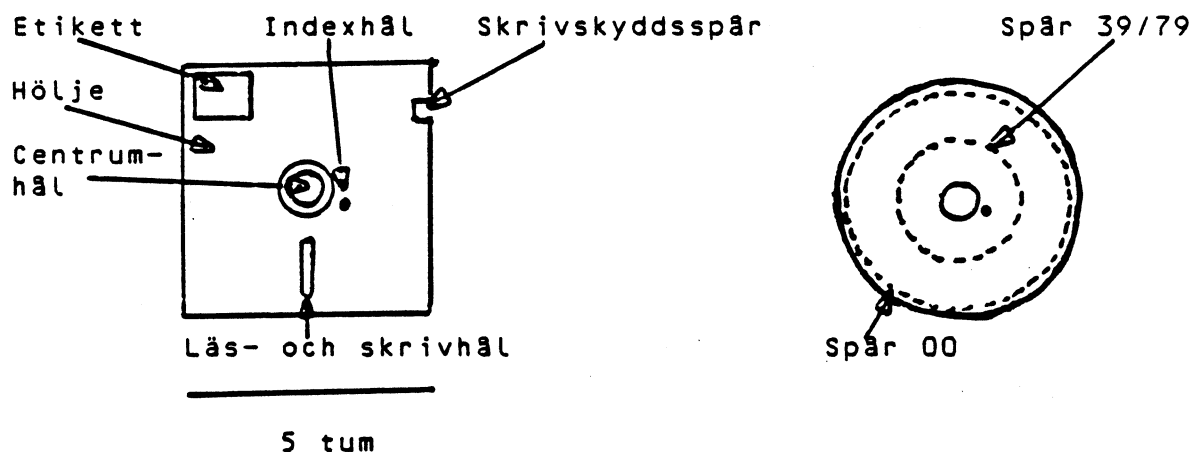 Etikett
Indexhål
Skrivskyddsspår
Spår 39/79
Hölje
Centrum-
hål
Läs- och skrivhål
Spår 00
5 tum